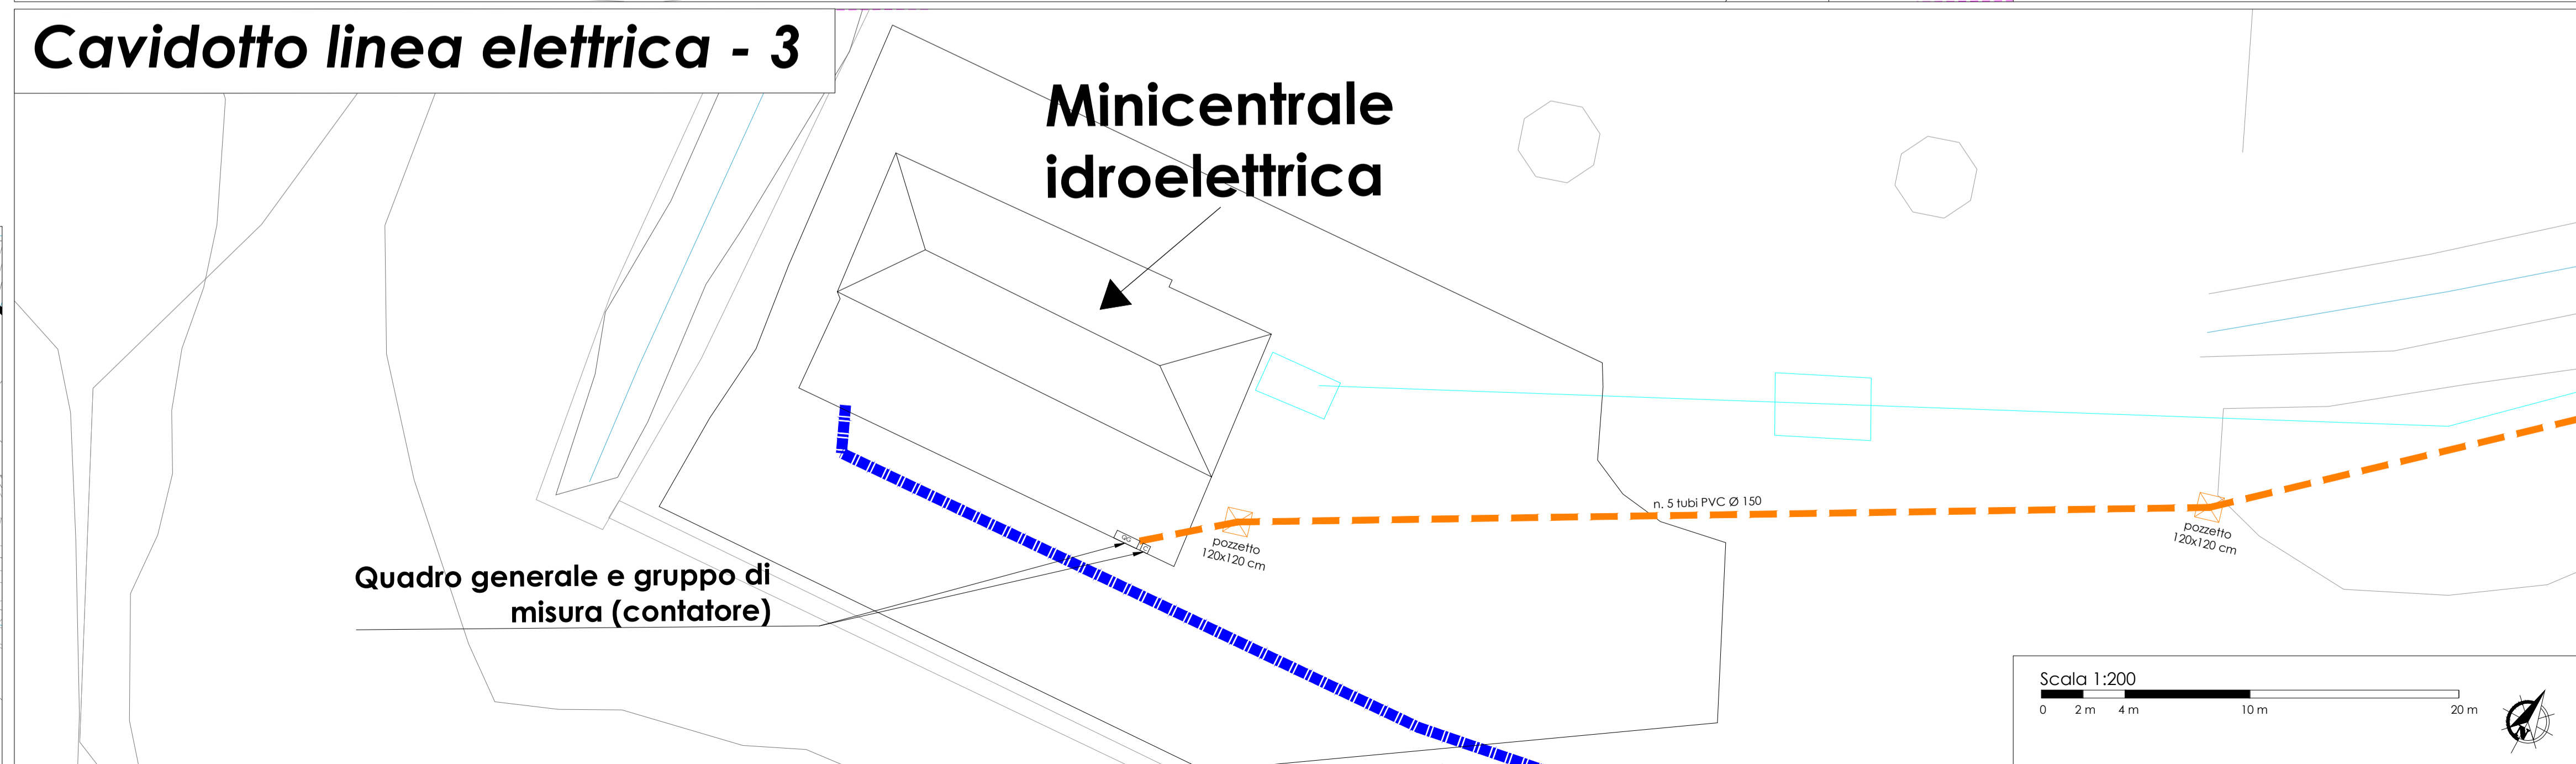 Cavidotto linea elettrica - 3
Minicentrale
idroelettrica
n. 5 tubi PVC Ø 150
pozzetto
120x120 cm
pozzetto
120x120 cm
QG
C
Quadro generale e gruppo di
misura (contatore)
Scala 1:200
0 2 m 4 m 10 m 20 m
N